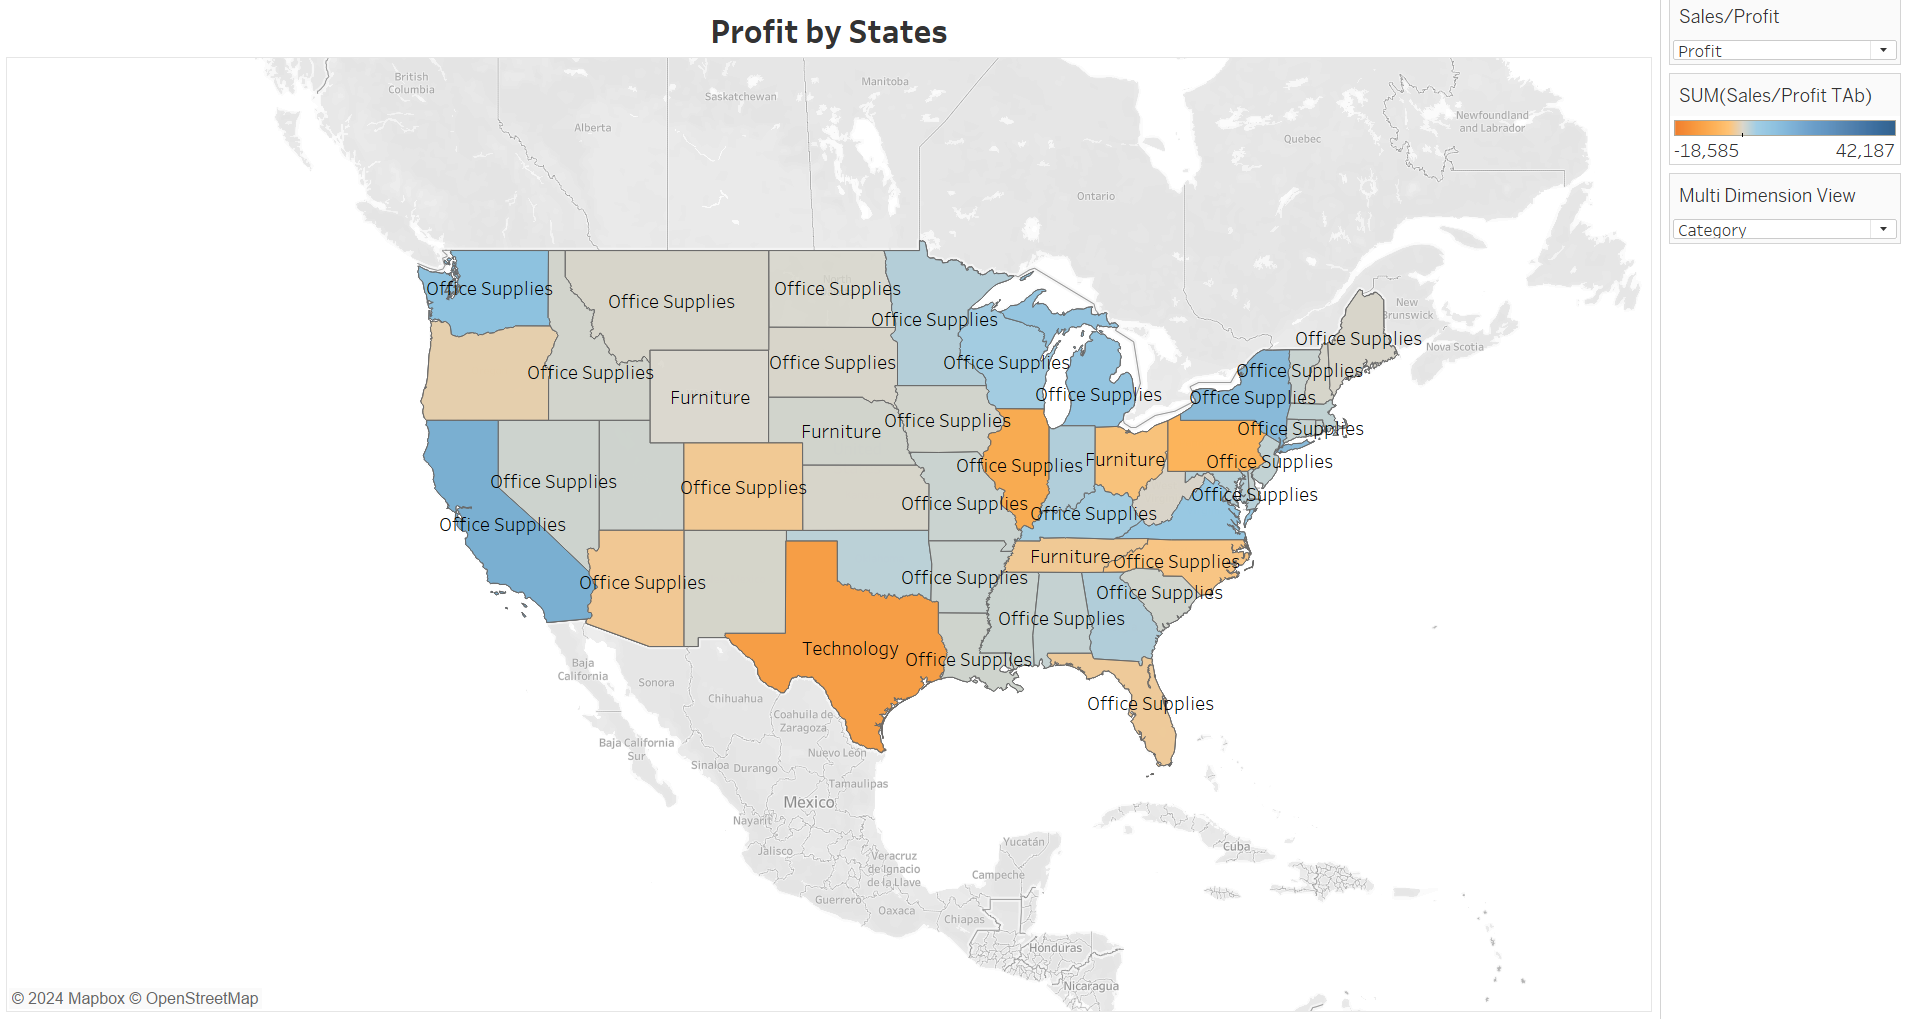 Profit by States
Sales/Profit
Profit
SUM(Sales/Profit TAb)
-18,585
42,187
Multi Dimension View
Category
British
Columbia
Alberta
Saskatchewan
Manitoba
Ontario
Quebec
Newfoundland
and Labrador
New
Brunswick
Nova Scotia
Office Supplies
Office Supplies
Office Supplies
Office Supplies
Office Supplies
Office Supplies
Office Supplies
Office Supplies
Office Supplies
Office Supplies
Office Supplies
Furniture
Office Supplies
Office Supplies
Furniture
Office Supplies
Office Supplies
Furniture
Office Supplies
Office Supplies
Office Supplies
Office Supplies
Office Supplies
Office Supplies
Office Supplies
Office Supplies
Furniture
Office Supplies
Office Supplies
Office Supplies
Office Supplies
Office Supplies
Technology
Office Supplies
Office Supplies
Baja
California
Sonora
Chihuahua
Coahuila de
Zaragoza
Baja California
Sur
Nuevo León
Sinaloa
Durango
Tamaulipas
Mexico
Nayarit
Jalisco
Veracruz
de Ignacio
de la Llave
Yucatán
Campeche
Cuba
Guerrero
Oaxaca
Chiapas
Honduras
Nicaragua
© 2024 Mapbox © OpenStreetMap